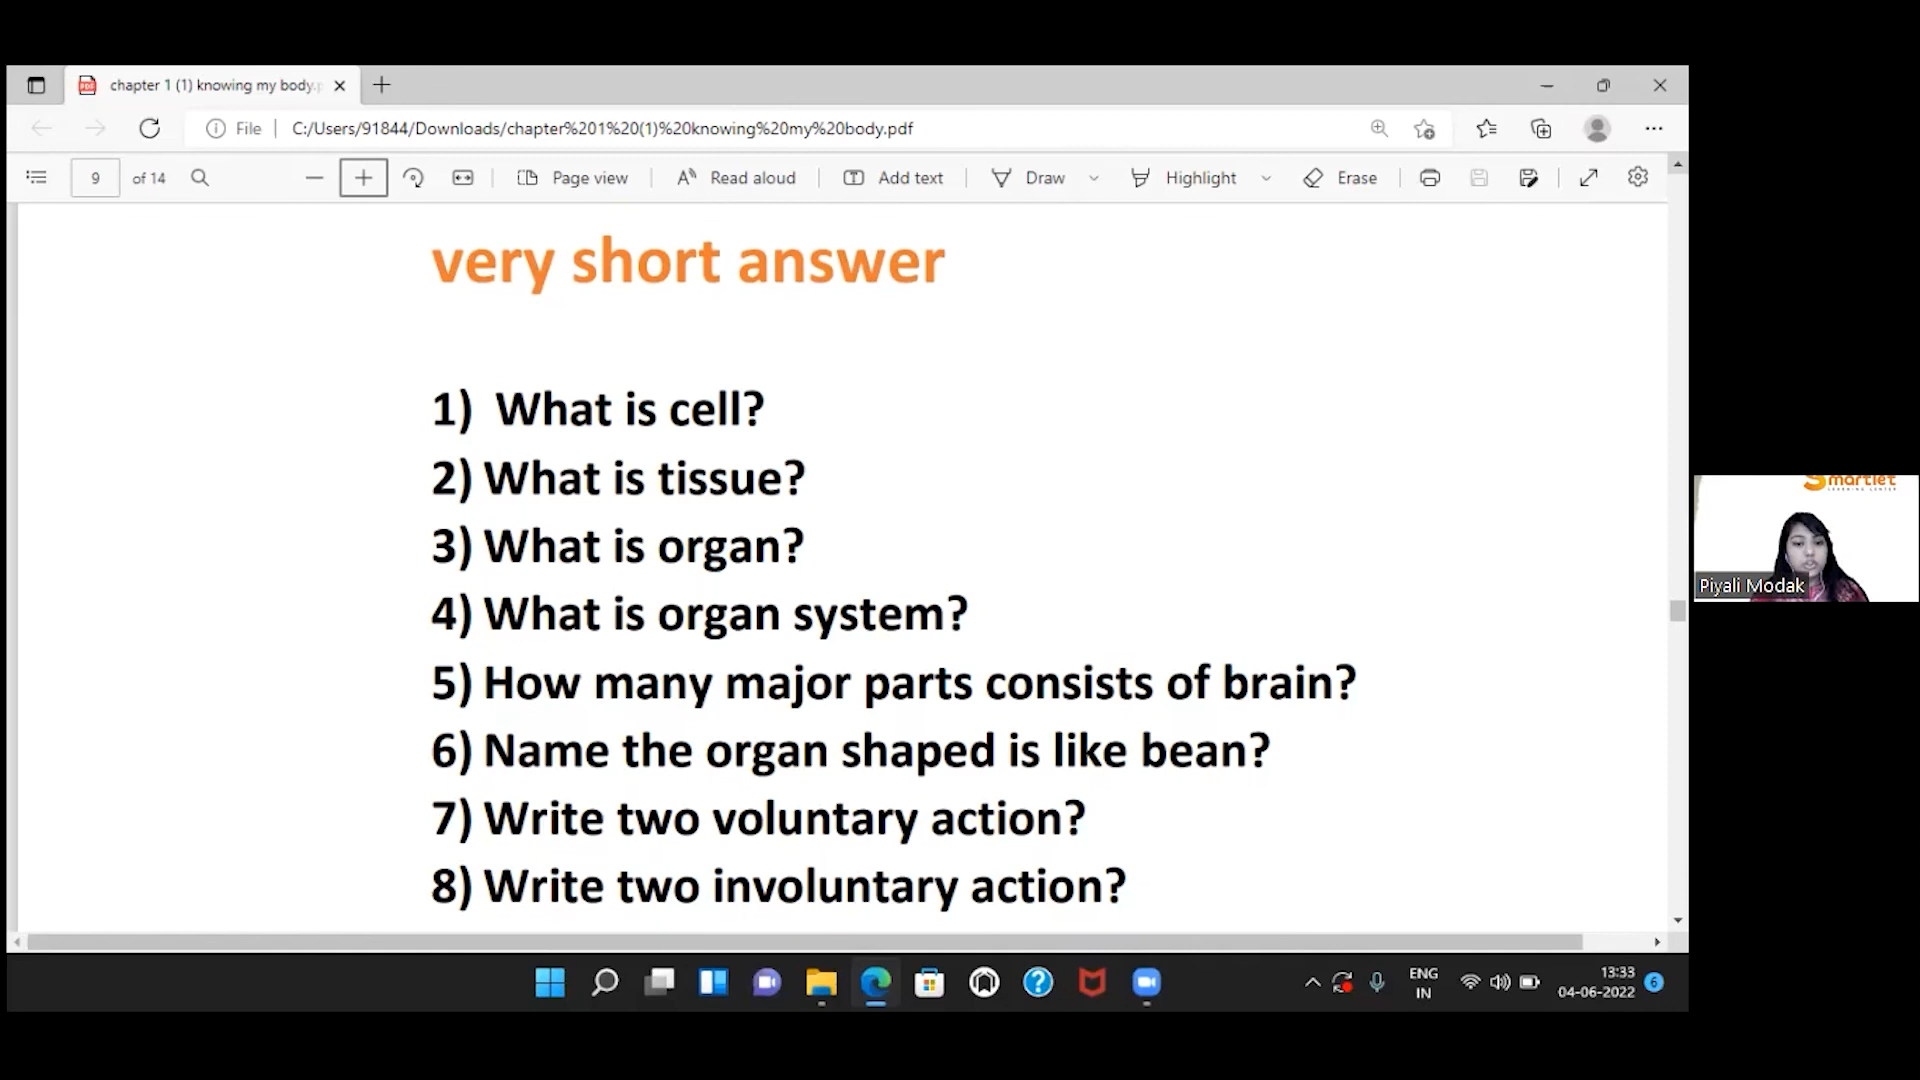 chapter 1 (1) knowing my body.p
File
C:/Users/91844/Downloads/chapter%201%20(1)%20knowing%20my%20body.pdf
9 of 14
Page view
Read aloud
Add text
Draw
Highlight
Erase
very short answer
1) What is cell?
2) What is tissue?
3) What is organ?
4) What is organ system?
5) How many major parts consists of brain?
6) Name the organ shaped is like bean?
7) Write two voluntary action?
8) Write two involuntary action?
Smartlet
LEARNING CENTER
Piyali Modak
ENG
IN
13:33
04-06-2022
6